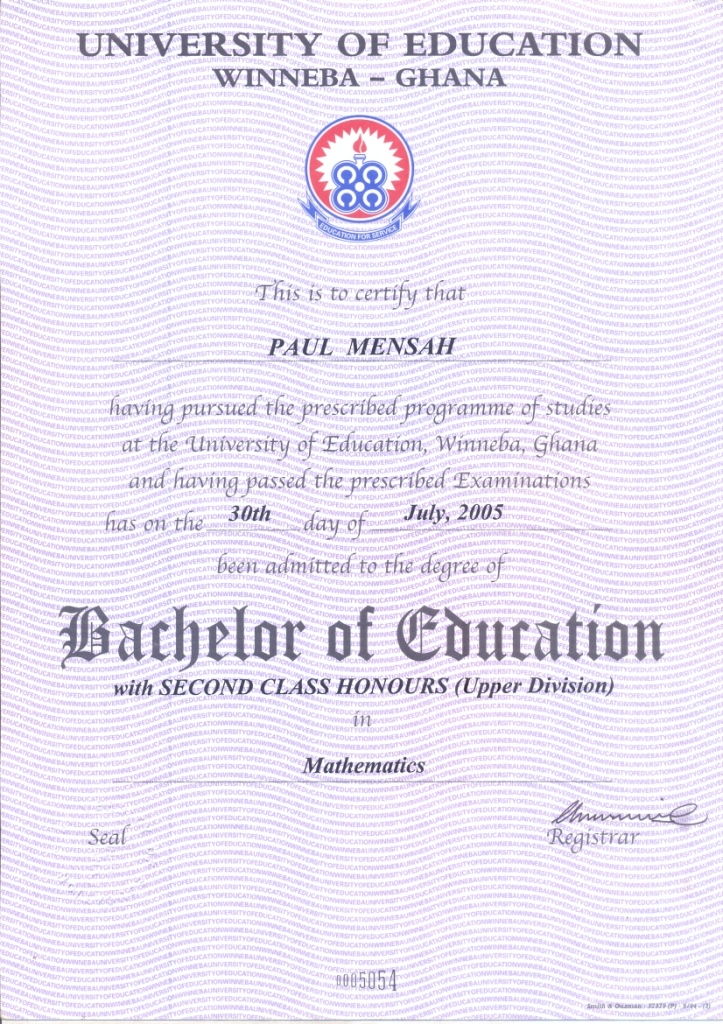 UNIVERSITY OF EDUCATION
WINNEBA – GHANA
EDUCATION FOR SERVICE
This is to certify that
PAUL MENSAH
having pursued the prescribed programme of studies
at the University of Education, Winneba, Ghana
and having passed the prescribed Examinations
has on the 30th day of July, 2005
been admitted to the degree of
Bachelor of Education
with SECOND CLASS HONOURS (Upper Division)
in
Mathematics
Seal
Registrar
0005054